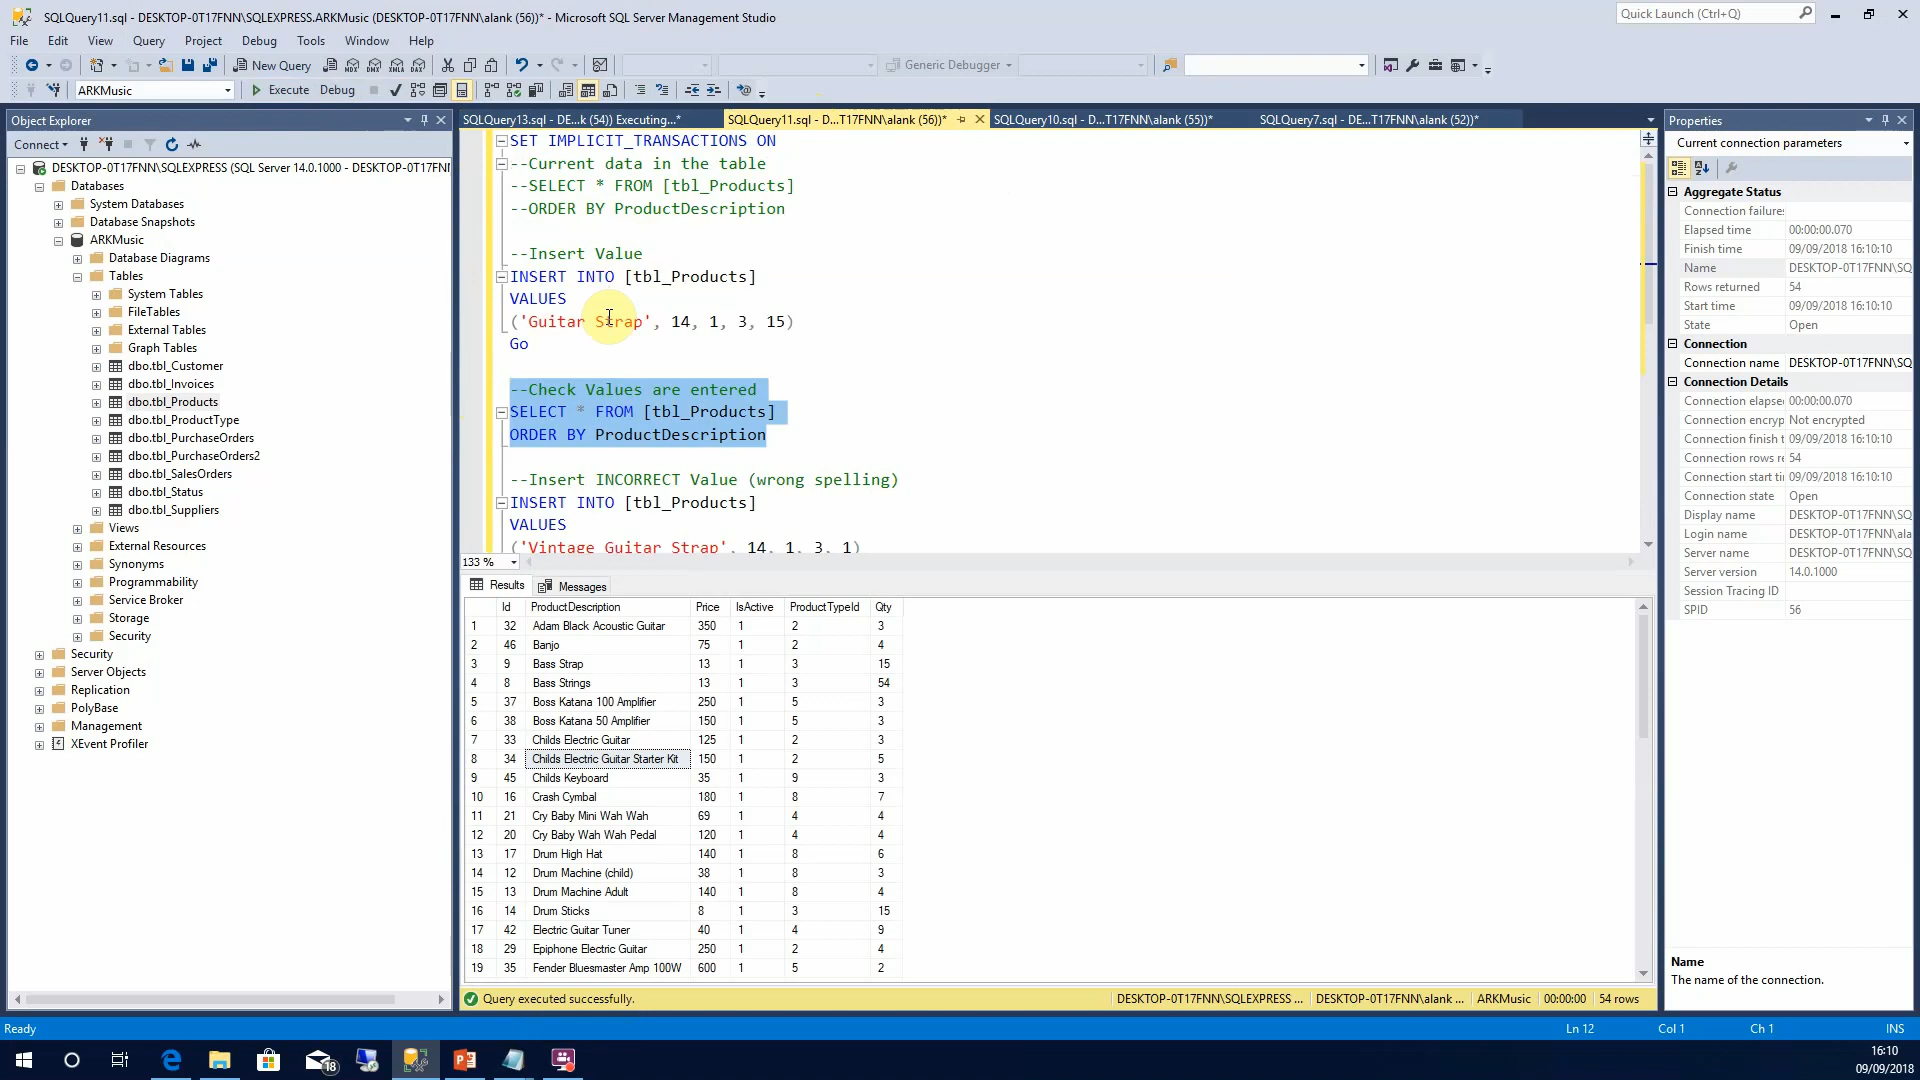 SQLQuery11.sql - DESKTOP-0T17FNN\SQLEXPRESS.ARKMusic (DESKTOP-0T17FNN\alank (56))* - Microsoft SQL Server Management Studio
Quick Launch (Ctrl+Q)
File Edit View Query Project Debug Tools Window Help
New Query
MDX DMX XMLA DAX
Generic Debugger
ARKMusic
Execute Debug
Object Explorer
Connect
DESKTOP-0T17FNN\SQLEXPRESS (SQL Server 14.0.1000 - DESKTOP-0T17FNN
Databases
System Databases
Database Snapshots
ARKMusic
Database Diagrams
Tables
System Tables
FileTables
External Tables
Graph Tables
dbo.tbl_Customer
dbo.tbl_Invoices
dbo.tbl_Products
dbo.tbl_ProductType
dbo.tbl_PurchaseOrders
dbo.tbl_PurchaseOrders2
dbo.tbl_SalesOrders
dbo.tbl_Status
dbo.tbl_Suppliers
Views
External Resources
Synonyms
Programmability
Service Broker
Storage
Security
Security
Server Objects
Replication
PolyBase
Management
XEvent Profiler
SQLQuery13.sql - DE...k (54)) Executing...*
SQLQuery11.sql - D...T17FNN\alank (56))*
SQLQuery10.sql - D...T17FNN\alank (55))*
SQLQuery7.sql - DE...T17FNN\alank (52))*
SET IMPLICIT_TRANSACTIONS ON
--Current data in the table
--SELECT * FROM [tbl_Products]
--ORDER BY ProductDescription
--Insert Value
INSERT INTO [tbl_Products]
VALUES
('Guitar Strap', 14, 1, 3, 15)
Go
--Check Values are entered
SELECT * FROM [tbl_Products]
ORDER BY ProductDescription
--Insert INCORRECT Value (wrong spelling)
INSERT INTO [tbl_Products]
VALUES
('Vintage Guitar Strap', 14, 1, 3, 1)
133 %
Results Messages
Id ProductDescription Price IsActive ProductTypeId Qty
1 32 Adam Black Acoustic Guitar 350 1 2 3
2 46 Banjo 75 1 2 4
3 9 Bass Strap 13 1 3 15
4 8 Bass Strings 13 1 3 54
5 37 Boss Katana 100 Amplifier 250 1 5 3
6 38 Boss Katana 50 Amplifier 150 1 5 3
7 33 Childs Electric Guitar 125 1 2 3
8 34 Childs Electric Guitar Starter Kit 150 1 2 5
9 45 Childs Keyboard 35 1 9 3
10 16 Crash Cymbal 180 1 8 7
11 21 Cry Baby Mini Wah Wah 69 1 4 4
12 20 Cry Baby Wah Wah Pedal 120 1 4 4
13 17 Drum High Hat 140 1 8 6
14 12 Drum Machine (child) 38 1 8 3
15 13 Drum Machine Adult 140 1 8 4
16 14 Drum Sticks 8 1 3 15
17 42 Electric Guitar Tuner 40 1 4 9
18 29 Epiphone Electric Guitar 250 1 2 4
19 35 Fender Bluesmaster Amp 100W 600 1 5 2
Query executed successfully.
DESKTOP-0T17FNN\SQLEXPRESS ... DESKTOP-0T17FNN\alank ... ARKMusic 00:00:00 54 rows
Properties
Current connection parameters
Aggregate Status
Connection failures
Elapsed time 00:00:00.070
Finish time 09/09/2018 16:10:10
Name DESKTOP-0T17FNN\SQ
Rows returned 54
Start time 09/09/2018 16:10:10
State Open
Connection
Connection name DESKTOP-0T17FNN\SQ
Connection Details
Connection elapse 00:00:00.070
Connection encryp Not encrypted
Connection finish t 09/09/2018 16:10:10
Connection rows re 54
Connection start ti 09/09/2018 16:10:10
Connection state Open
Display name DESKTOP-0T17FNN\SQ
Login name DESKTOP-0T17FNN\ala
Server name DESKTOP-0T17FNN\SQ
Server version 14.0.1000
Session Tracing ID
SPID 56
Name
The name of the connection.
Ready Ln 12 Col 1 Ch 1 INS
18
16:10
09/09/2018